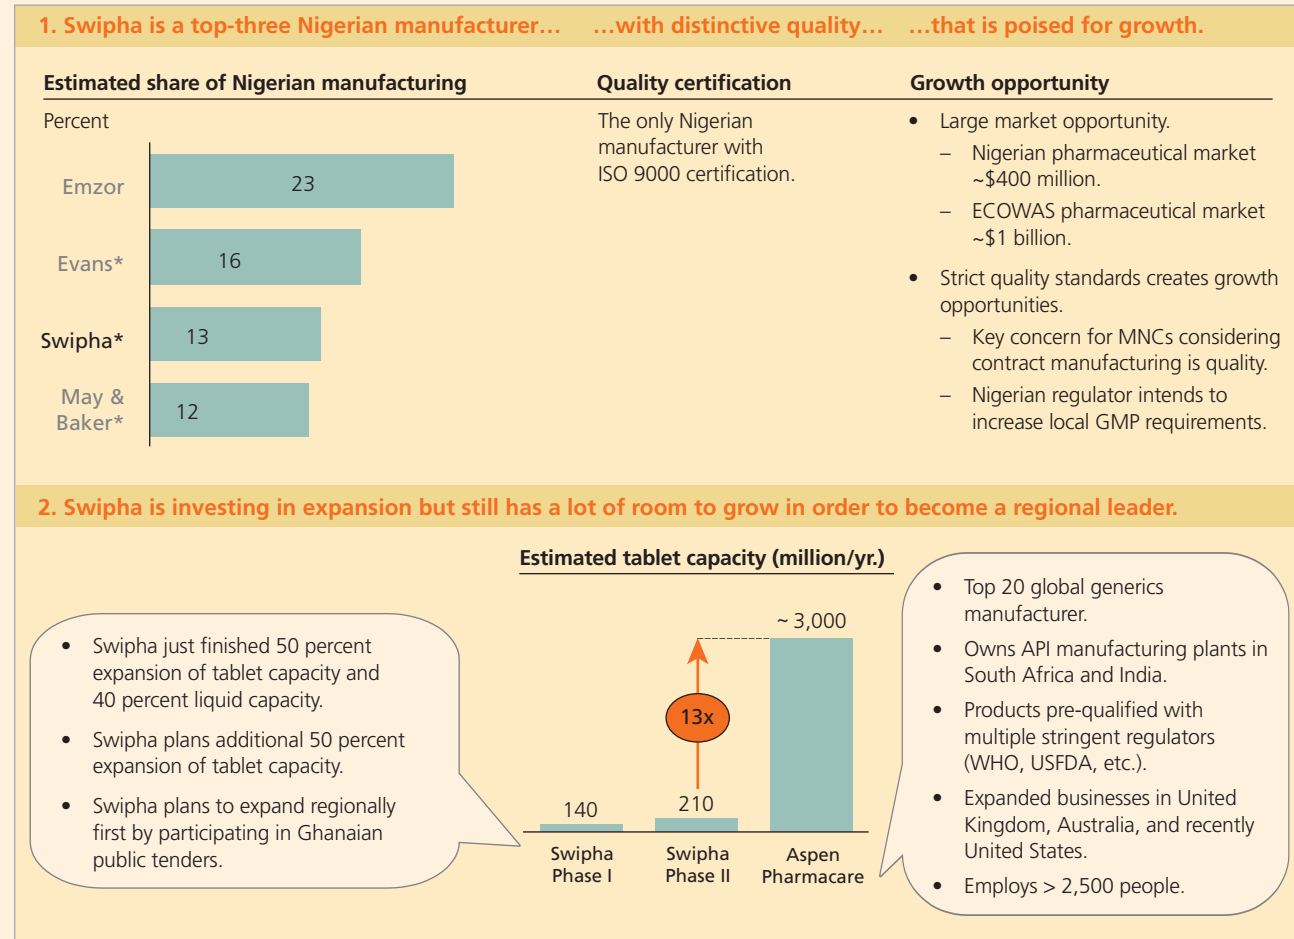 1. Swipha is a top-three Nigerian manufacturer… …with distinctive quality… …that is poised for growth.
Estimated share of Nigerian manufacturing
Percent
Emzor
23
Evans*
16
Swipha*
13
May &
Baker*
12
Quality certification
The only Nigerian
manufacturer with
ISO 9000 certification.
Growth opportunity
• Large market opportunity.
– Nigerian pharmaceutical market
~$400 million.
– ECOWAS pharmaceutical market
~$1 billion.
• Strict quality standards creates growth
opportunities.
– Key concern for MNCs considering
contract manufacturing is quality.
– Nigerian regulator intends to
increase local GMP requirements.
2. Swipha is investing in expansion but still has a lot of room to grow in order to become a regional leader.
• Swipha just finished 50 percent
expansion of tablet capacity and
40 percent liquid capacity.
• Swipha plans additional 50 percent
expansion of tablet capacity.
• Swipha plans to expand regionally
first by participating in Ghanaian
public tenders.
Estimated tablet capacity (million/yr.)
~ 3,000
13x
140
210
Swipha
Phase I
Swipha
Phase II
Aspen
Pharmacare
• Top 20 global generics
manufacturer.
• Owns API manufacturing plants in
South Africa and India.
• Products pre-qualified with
multiple stringent regulators
(WHO, USFDA, etc.).
• Expanded businesses in United
Kingdom, Australia, and recently
United States.
• Employs > 2,500 people.